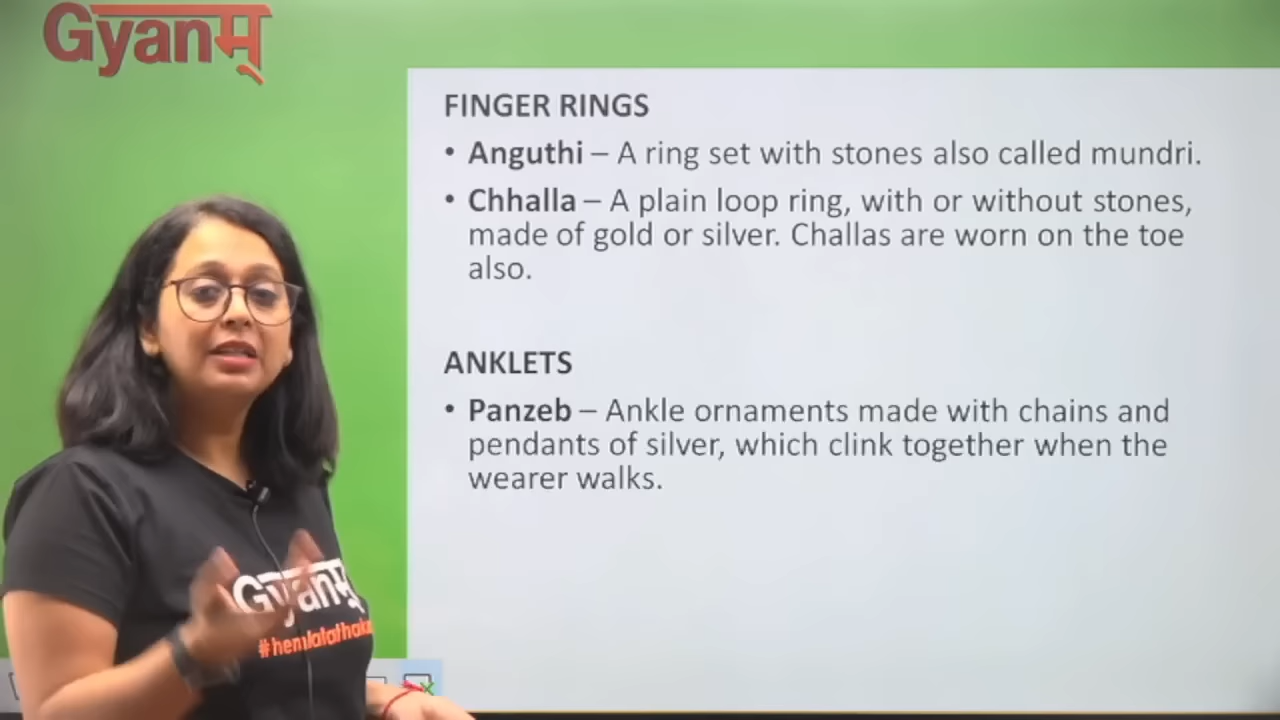 Gyanम्
FINGER RINGS
• Anguthi – A ring set with stones also called mundri.
• Chhalla – A plain loop ring, with or without stones,
made of gold or silver. Challas are worn on the toe
also.
ANKLETS
• Panzeb – Ankle ornaments made with chains and
pendants of silver, which clink together when the
wearer walks.
Gyanम्